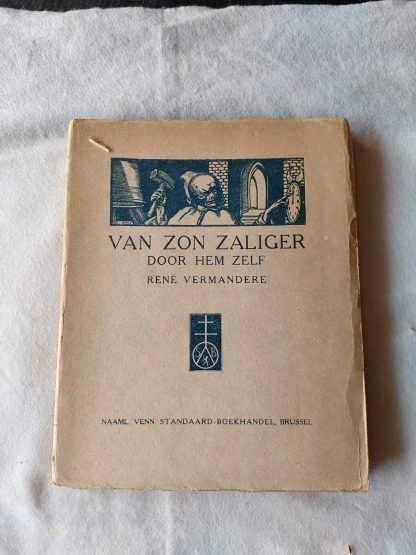 VAN ZON ZALIGER
DOOR HEM ZELF
RENÉ VERMANDERE
S B
NAAML. VENN. STANDAARD-BOEKHANDEL, BRUSSEL